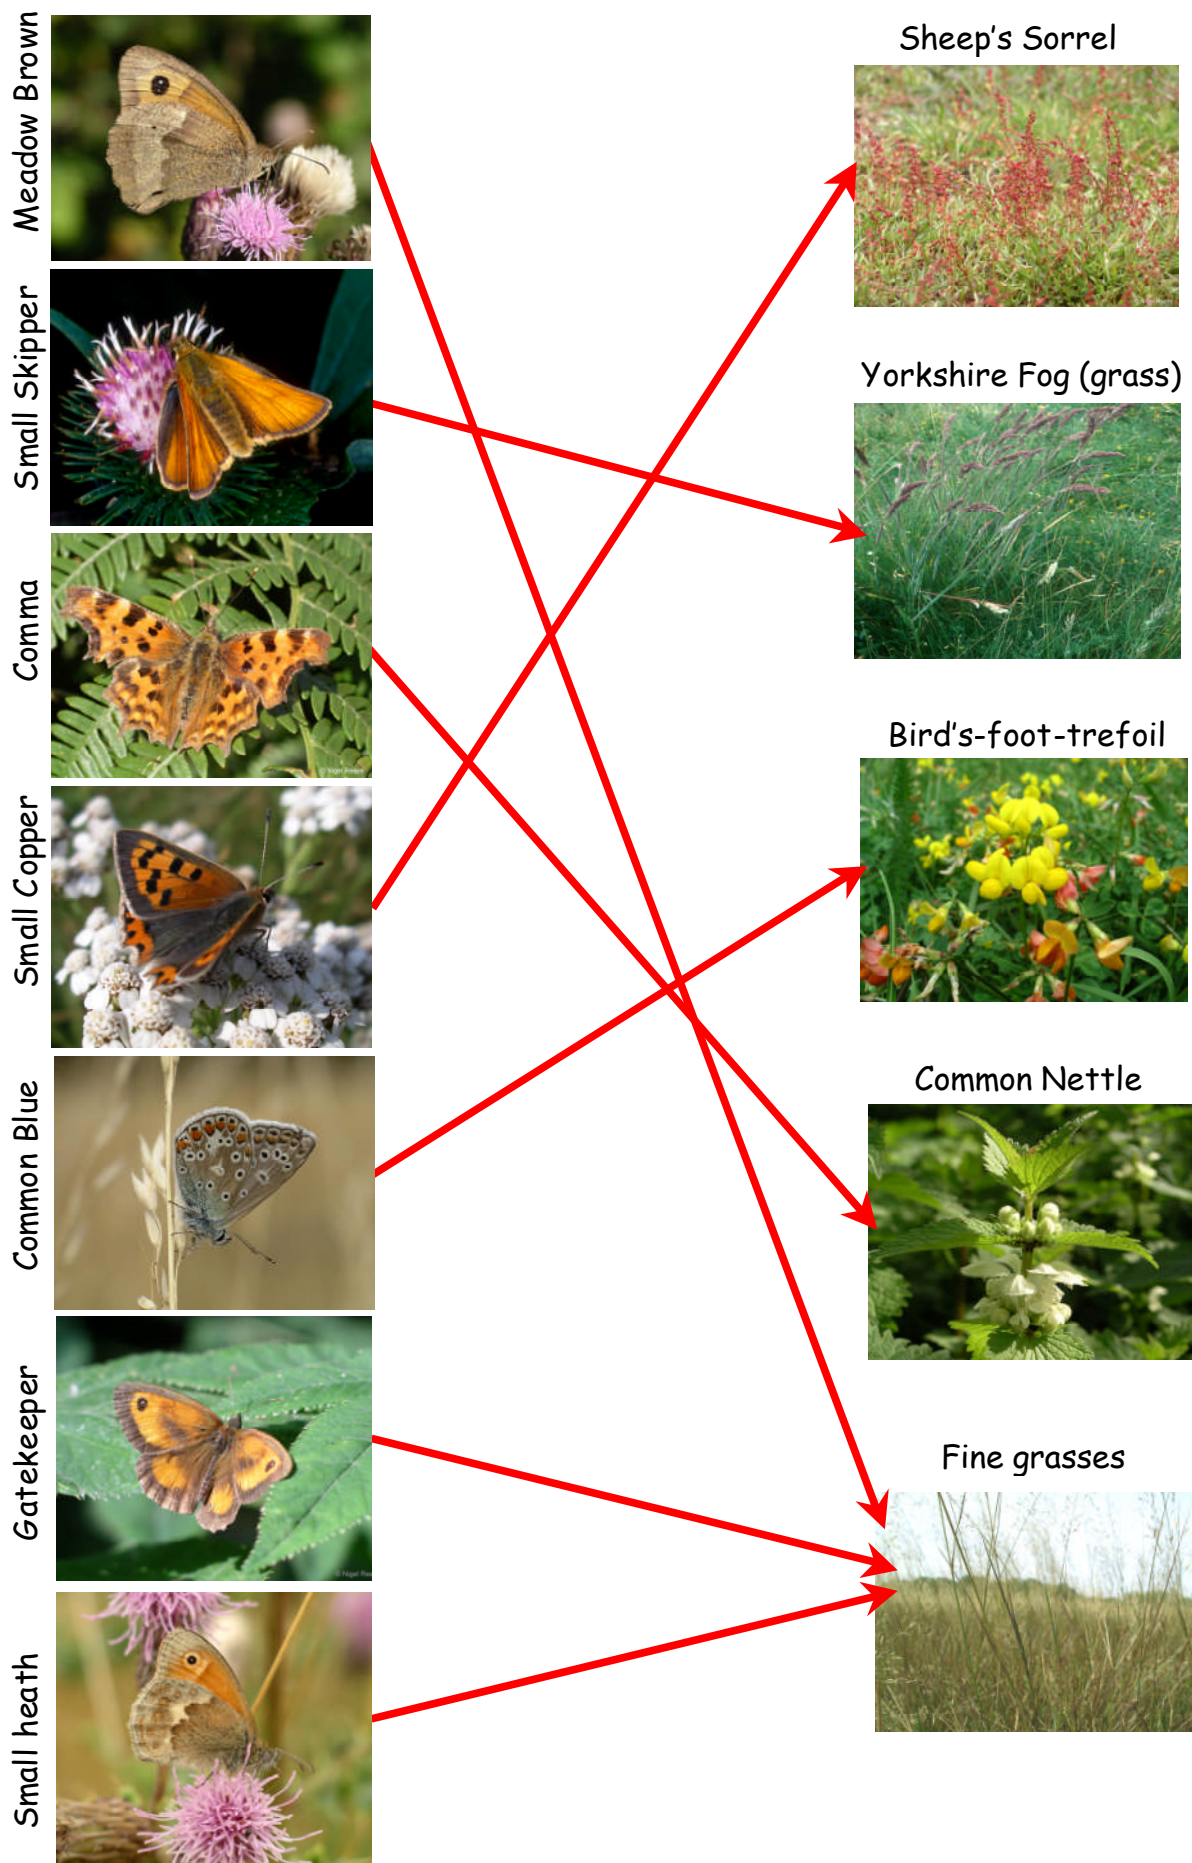 Meadow Brown
Small Skipper
Comma
Small Copper
Common Blue
Gatekeeper
Small heath
Sheep's Sorrel
Yorkshire Fog (grass)
Bird's-foot-trefoil
Common Nettle
Fine grasses